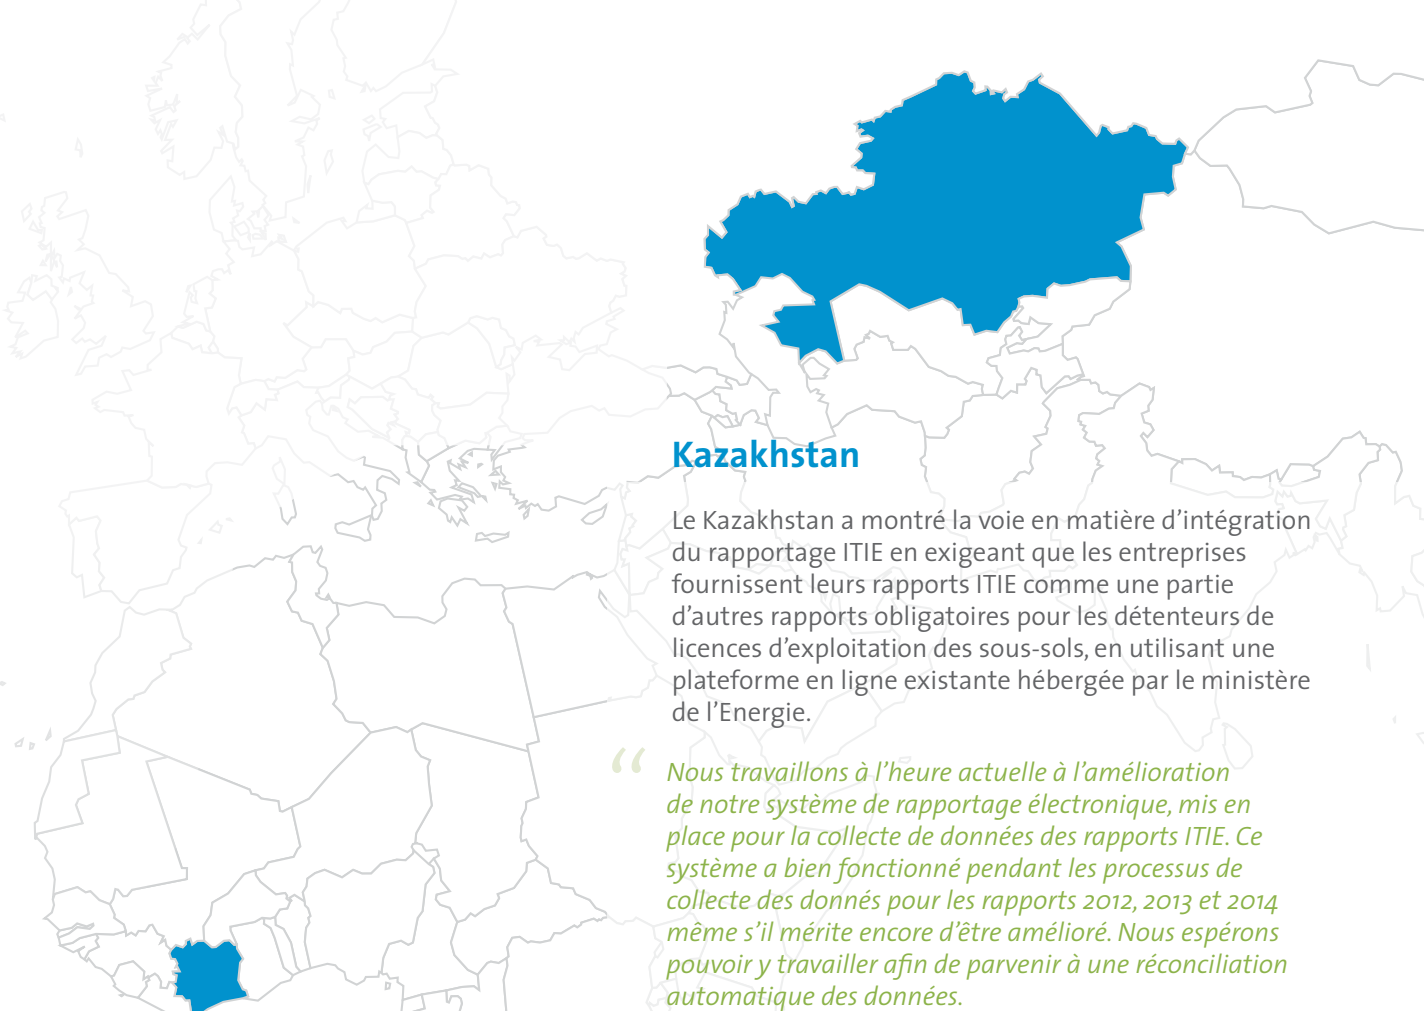 Kazakhstan
Le Kazakhstan a montré la voie en matière d’intégration
du rapportage ITIE en exigeant que les entreprises
fournissent leurs rapports ITIE comme une partie
d’autres rapports obligatoires pour les détenteurs de
licences d’exploitation des sous-sols, en utilisant une
plateforme en ligne existante hébergée par le ministère
de l’Energie.
“ Nous travaillons à l’heure actuelle à l’amélioration
de notre système de rapportage électronique, mis en
place pour la collecte de données des rapports ITIE. Ce
système a bien fonctionné pendant les processus de
collecte des donnés pour les rapports 2012, 2013 et 2014
même s’il mérite encore d’être amélioré. Nous espérons
pouvoir y travailler afin de parvenir à une réconciliation
automatique des données.